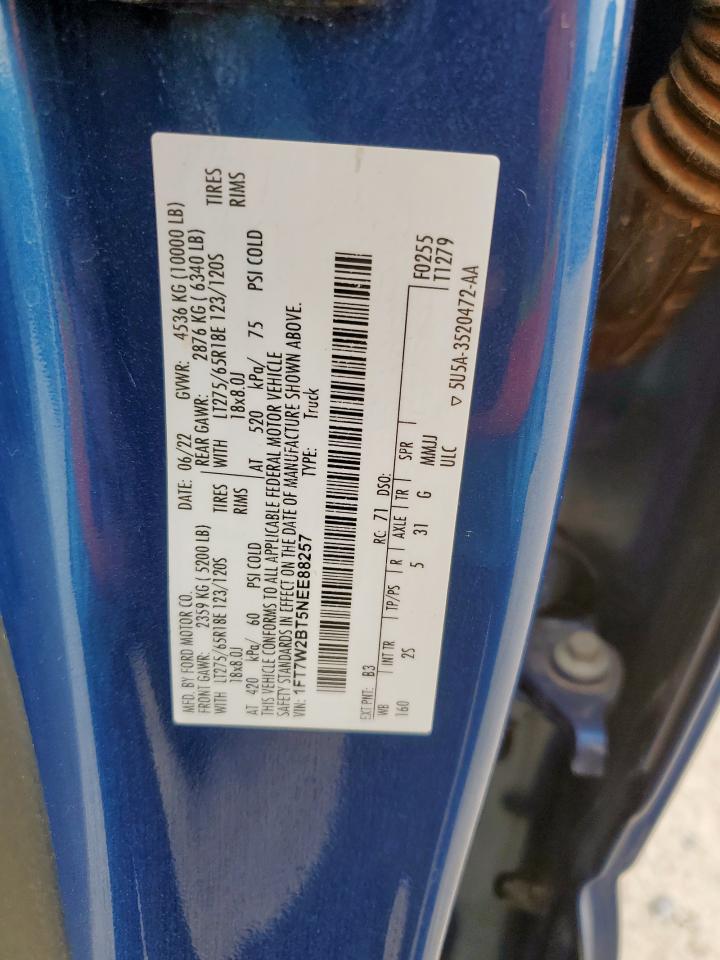 MFD. BY FORD MOTOR CO. DATE: 06/22 GVWR: 4536 KG (10000 LB)
FRONT GAWR: 2359 KG ( 5200 LB) REAR GAWR: 2876 KG ( 6340 LB)
WITH LT275/65R18E 123/120S TIRES WITH LT275/65R18E 123/120S TIRES
18x8.0J RIMS 18x8.0J RIMS
AT 420 kPa/ 60 PSI COLD AT 520 kPa/ 75 PSI COLD
THIS VEHICLE CONFORMS TO ALL APPLICABLE FEDERAL MOTOR VEHICLE
SAFETY STANDARDS IN EFFECT ON THE DATE OF MANUFACTURE SHOWN ABOVE.
VIN: 1FT7W2BT5NEE88257 TYPE: Truck
EXT PNT: B3 RC: 71 DSO: F0255
WB INT TR TP/PS R AXLE TR SPR T1279
160 2S 5 31 G MMUJ
ULC ▽ 5U5A-3520472-AA